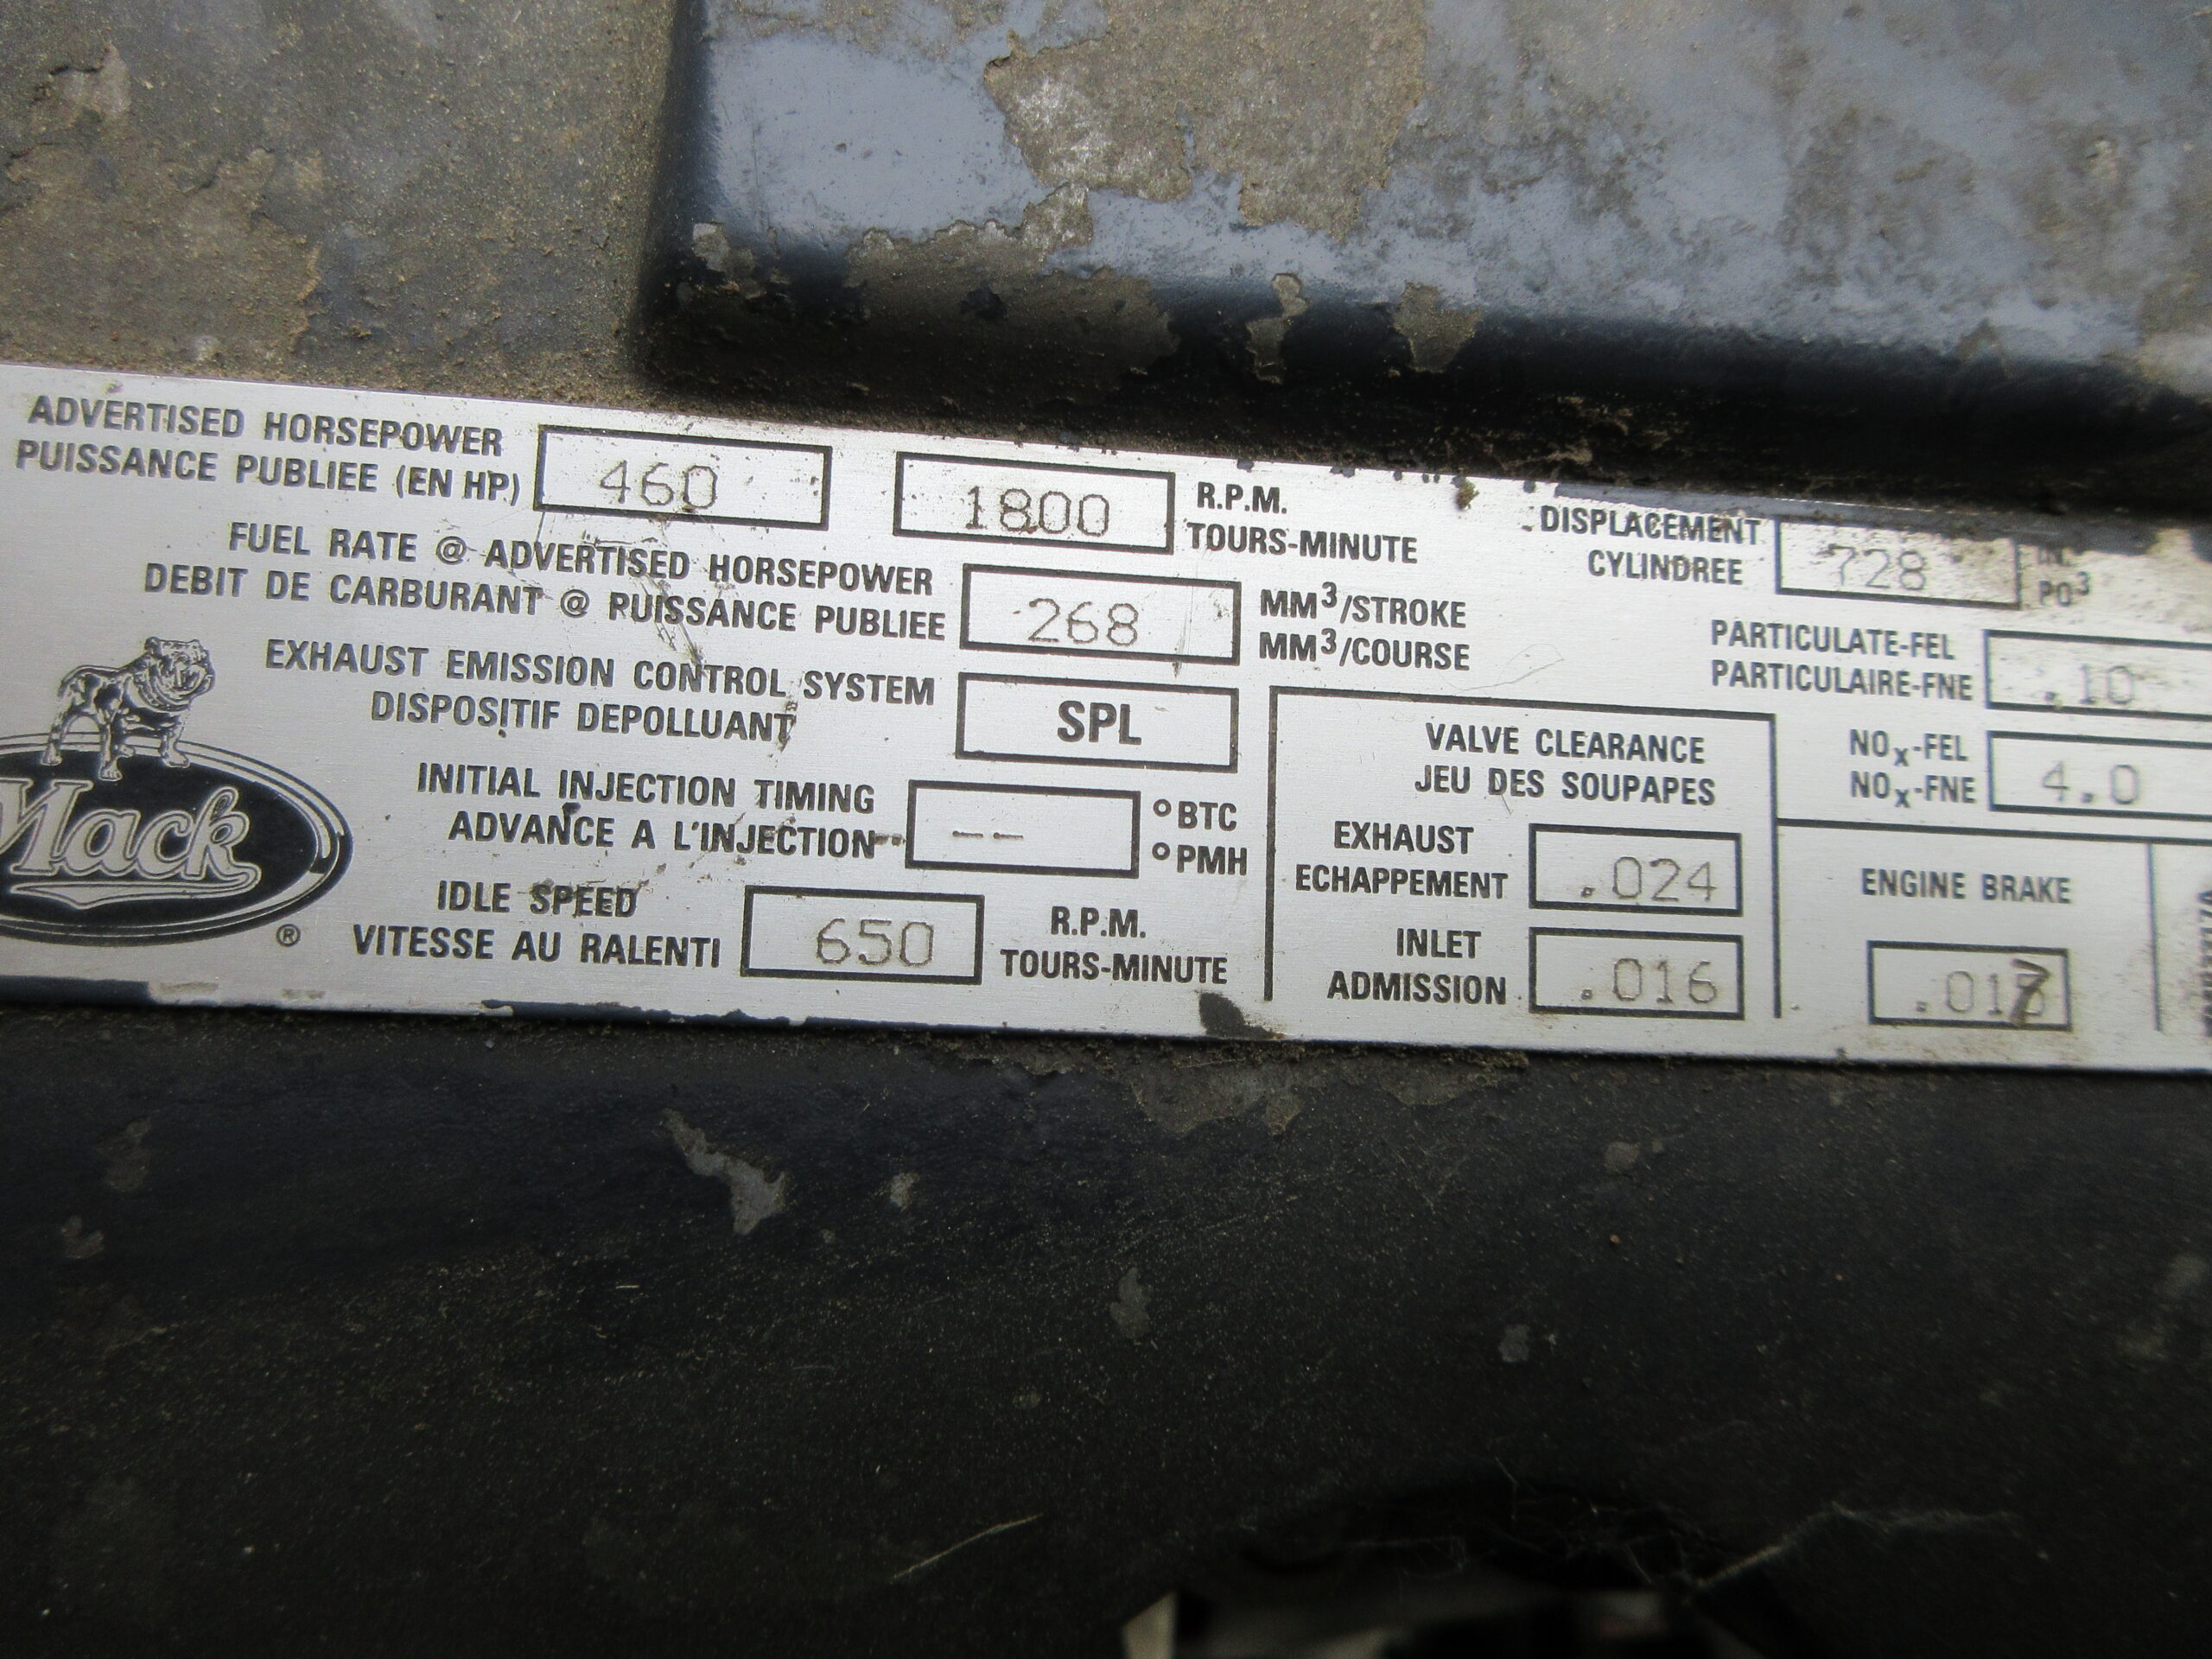 ADVERTISED HORSEPOWER
PUISSANCE PUBLIEE (EN HP)
460
1800
R.P.M.
TOURS-MINUTE
DISPLACEMENT
CYLINDREE
728
IN.
PO3
FUEL RATE @ ADVERTISED HORSEPOWER
DEBIT DE CARBURANT @ PUISSANCE PUBLIEE
268
MM3/STROKE
MM3/COURSE
PARTICULATE-FEL
PARTICULAIRE-FNE
.10
EXHAUST EMISSION CONTROL SYSTEM
DISPOSITIF DEPOLLUANT
SPL
NOx-FEL
NOx-FNE
4.0
INITIAL INJECTION TIMING
ADVANCE A L'INJECTION
--
°BTC
°PMH
IDLE SPEED
VITESSE AU RALENTI
650
R.P.M.
TOURS-MINUTE
VALVE CLEARANCE
JEU DES SOUPAPES
EXHAUST
ECHAPPEMENT
.024
INLET
ADMISSION
.016
ENGINE BRAKE
.017
Mack
®